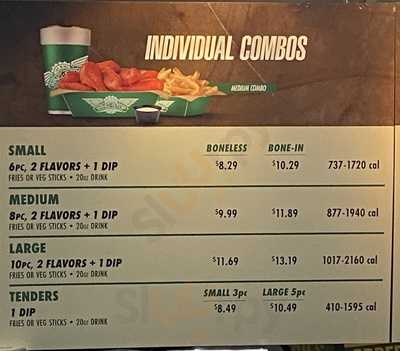 INDIVIDUAL COMBOS
MEDIUM COMBO
SMALL BONELESS BONE-IN
6PC, 2 FLAVORS + 1 DIP $8.29 $10.29 737-1720 cal
FRIES OR VEG STICKS • 20oz DRINK
MEDIUM
8PC, 2 FLAVORS + 1 DIP $9.99 $11.89 877-1940 cal
FRIES OR VEG STICKS • 20oz DRINK
LARGE
10PC, 2 FLAVORS + 1 DIP $11.69 $13.19 1017-2160 cal
FRIES OR VEG STICKS • 20oz DRINK
TENDERS SMALL 3pc LARGE 5pc
1 DIP $8.49 $10.49 410-1595 cal
FRIES OR VEG STICKS • 20oz DRINK